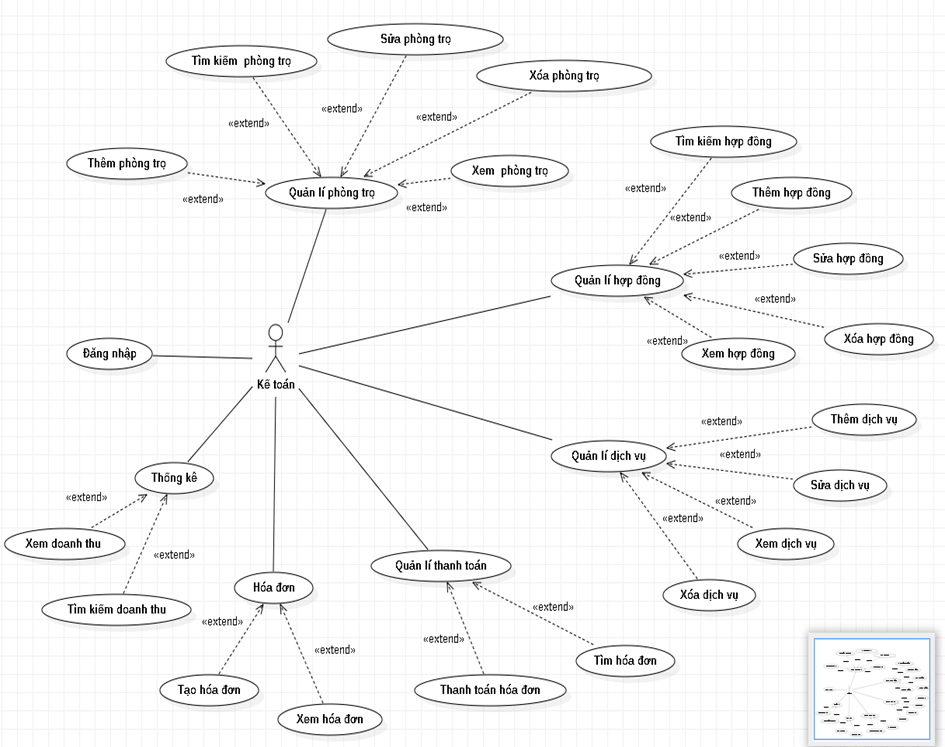 Sửa phòng trọ
Tìm kiếm  phòng trọ
Xóa phòng trọ
«extend»
«extend»
«extend»
Tìm kiếm hợp đồng
Thêm phòng trọ
Xem  phòng trọ
Quản lí phòng trọ
«extend»
«extend»
«extend»
Thêm hợp đồng
«extend»
«extend»
Sửa hợp đồng
Quản lí hợp đồng
«extend»
Xóa hợp đồng
«extend»
Xem hợp đồng
Đăng nhập
Kế toán
Thêm dịch vụ
«extend»
Quản lí dịch vụ
«extend»
Sửa dịch vụ
Thống kê
«extend»
«extend»
«extend»
Xem doanh thu
Xem dịch vụ
«extend»
Quản lí thanh toán
Hóa đơn
Xóa dịch vụ
Tìm kiếm doanh thu
«extend»
«extend»
«extend»
«extend»
Tìm hóa đơn
Tạo hóa đơn
Thanh toán hóa đơn
Xem hóa đơn